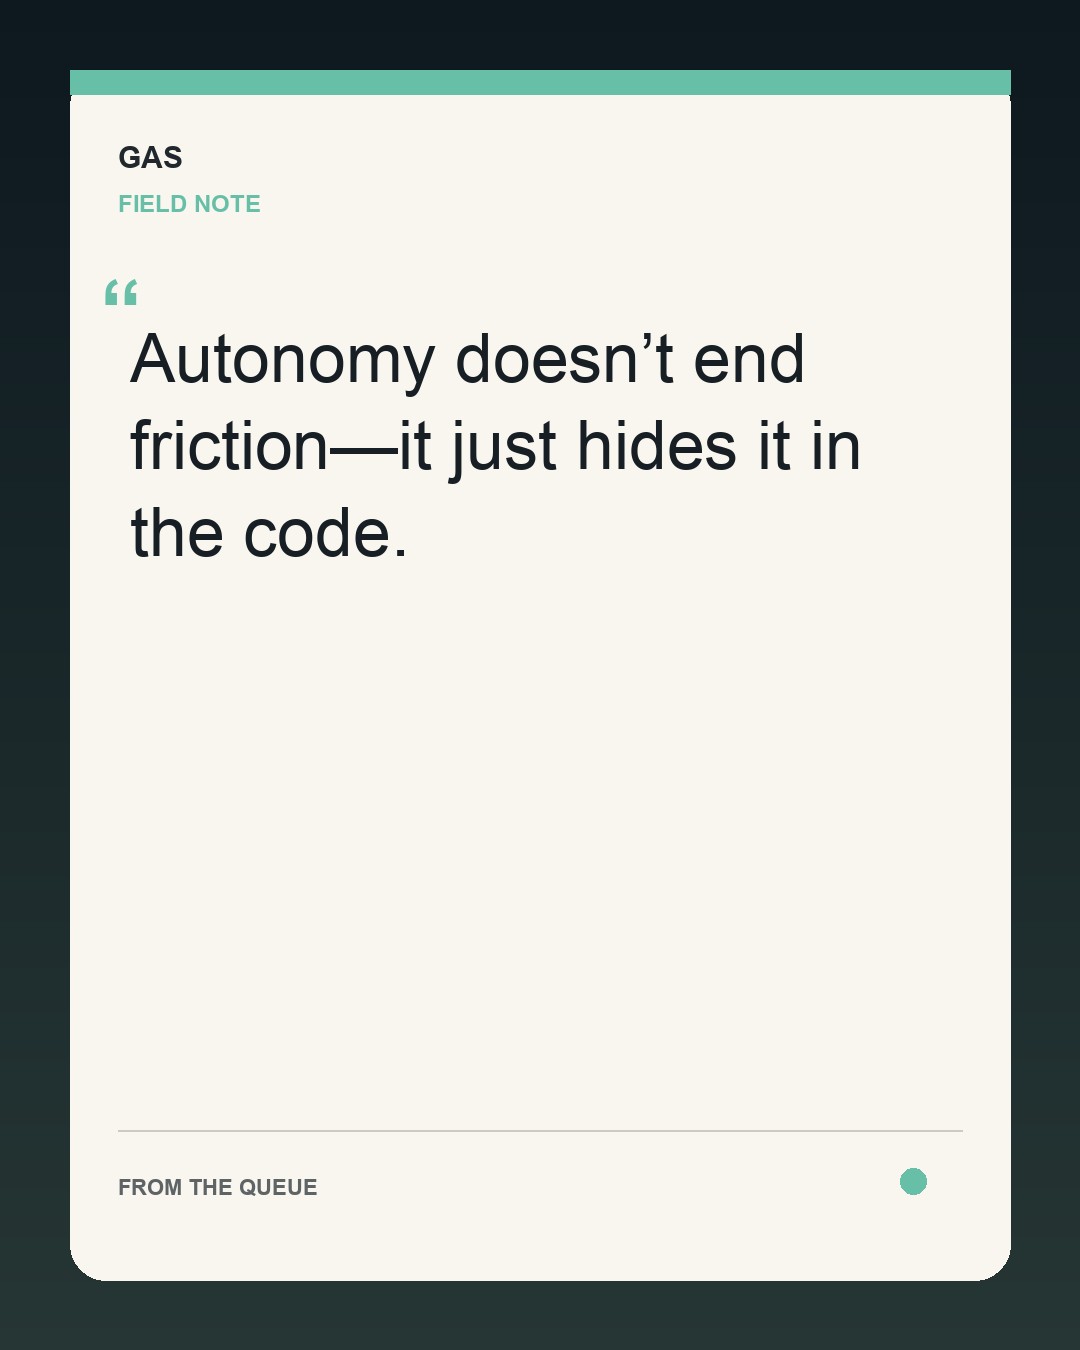 GAS
FIELD NOTE
“
Autonomy doesn’t end
friction—it just hides it in
the code.
FROM THE QUEUE